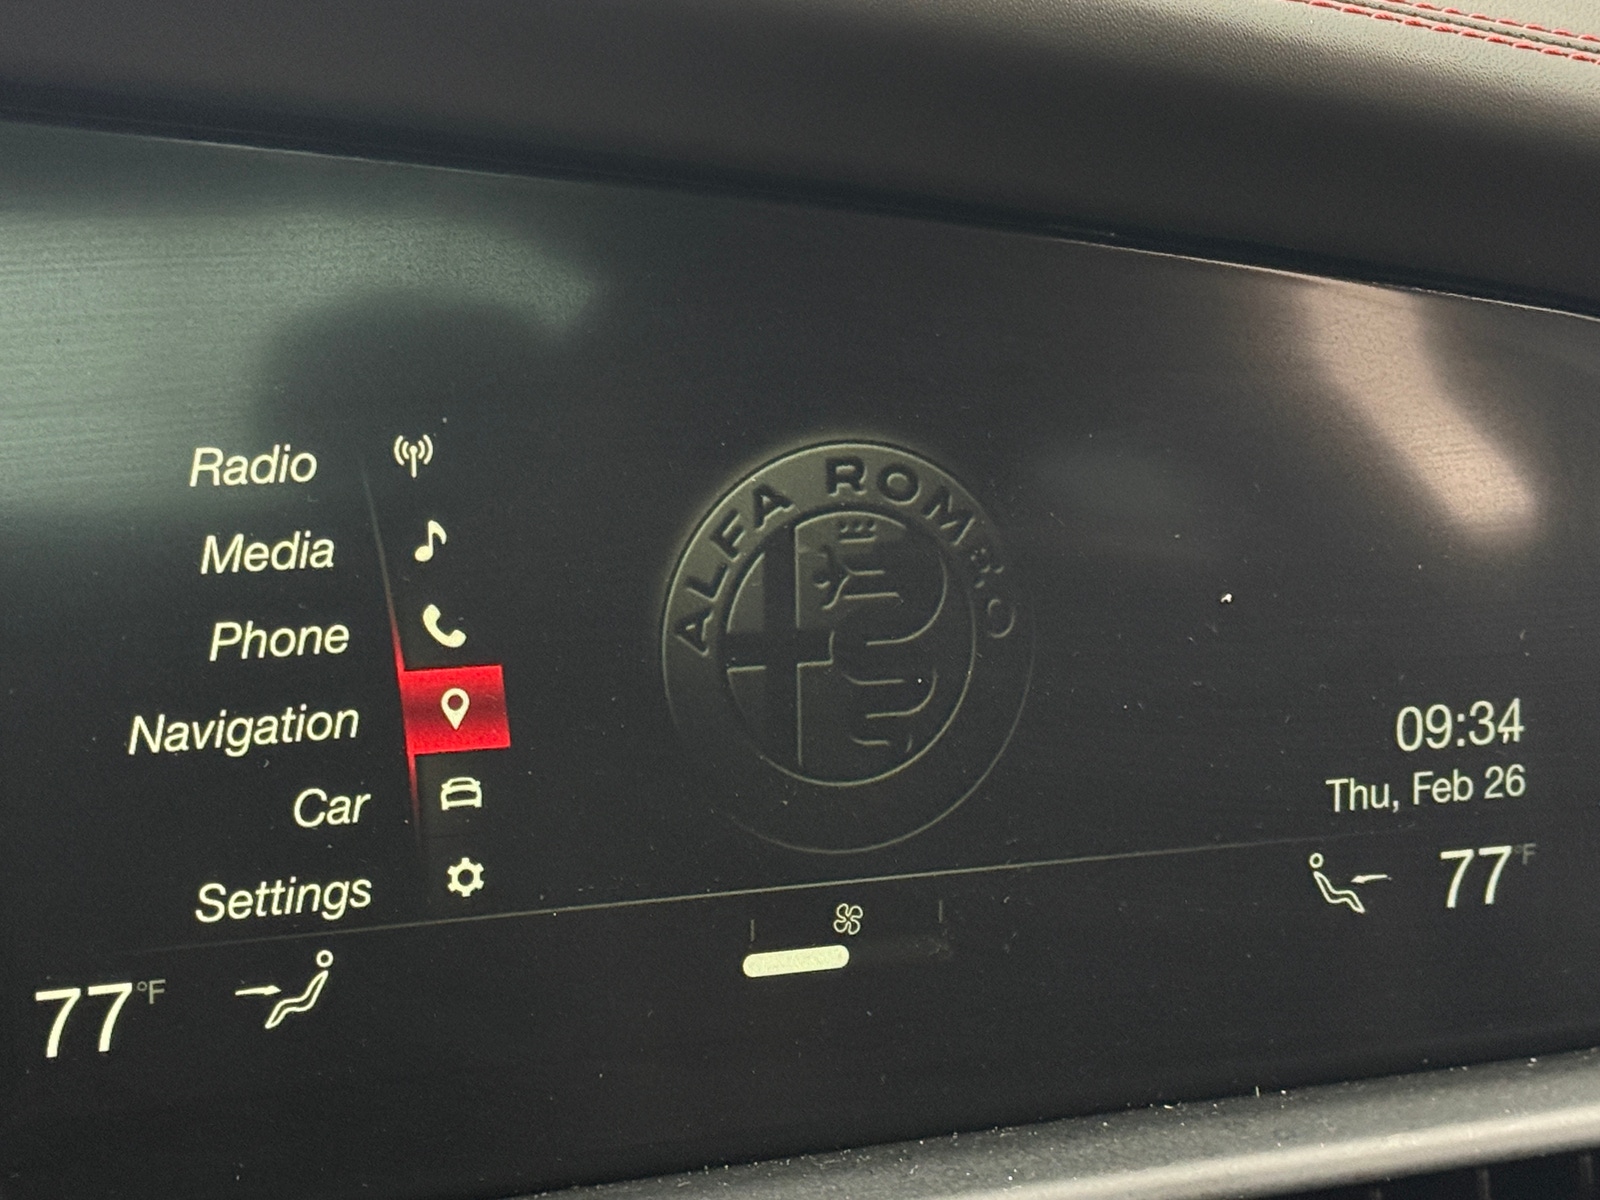 Radio
Media
Phone
Navigation
Car
Settings
ALFA ROMEO
09:34
Thu, Feb 26
77°F
77°F